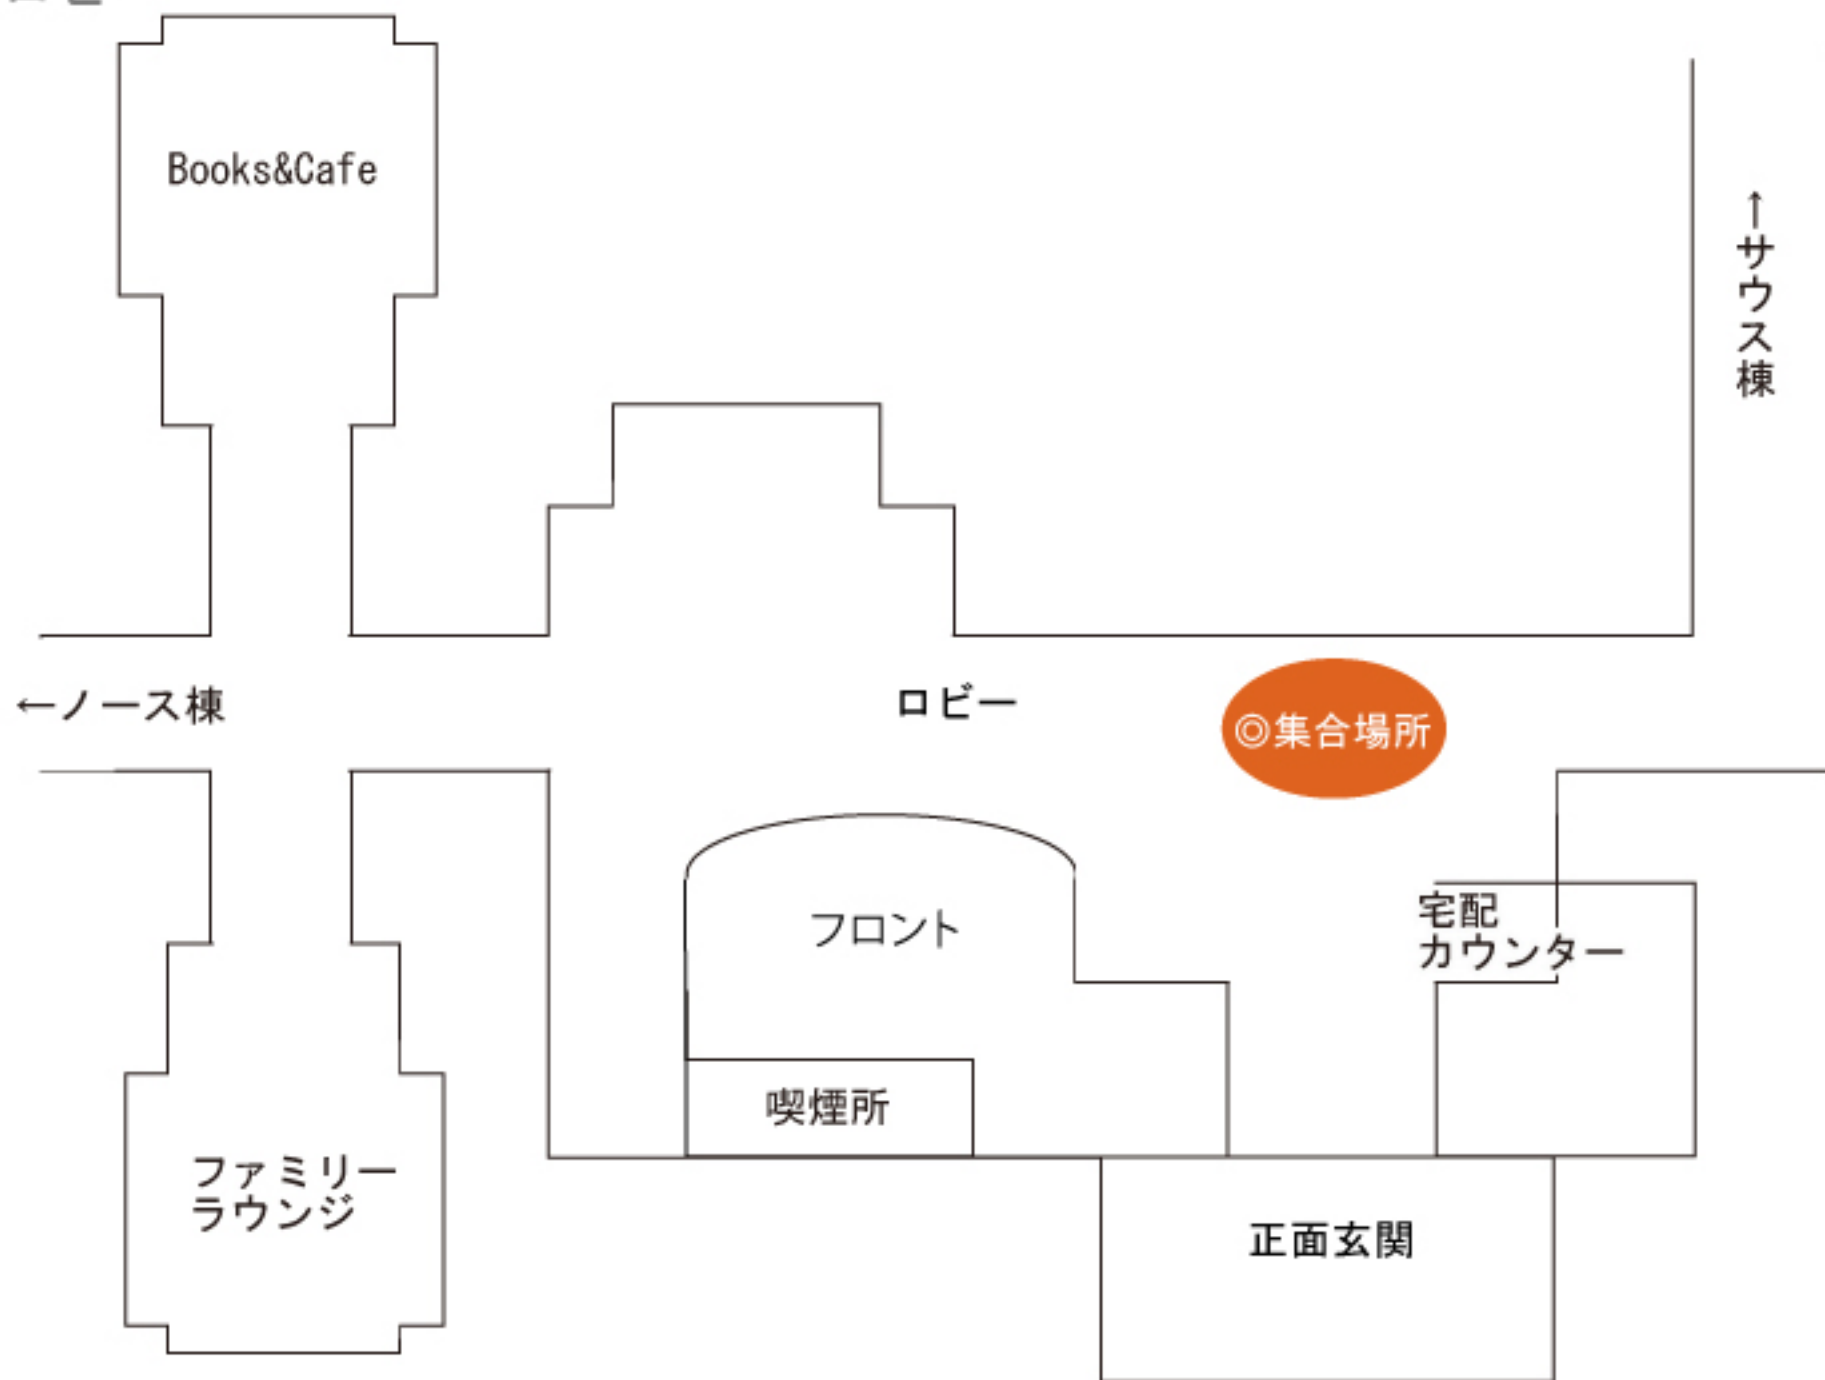 Books&Cafe
↑サウス棟
←ノース棟
ロビー
◎集合場所
フロント
宅配
カウンター
喫煙所
ファミリー
ラウンジ
正面玄関